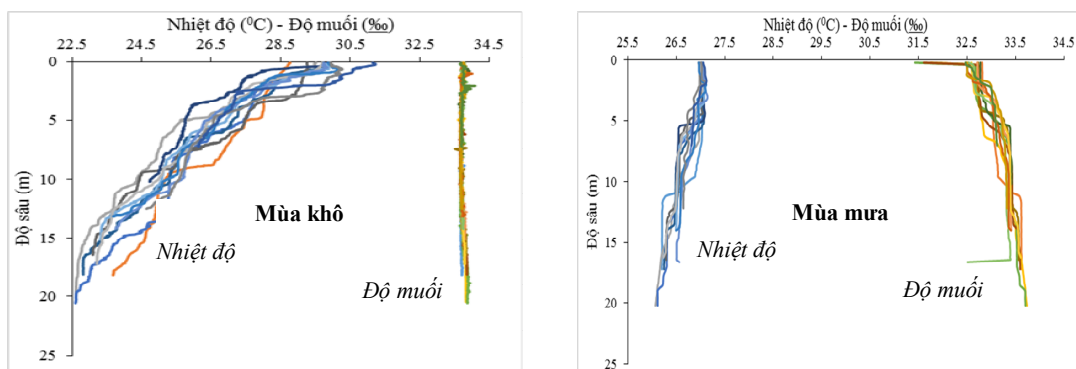 Nhiệt độ (⁰C) - Độ muối (‰)
22.5 24.5 26.5 28.5 30.5 32.5 34.5
0
5
10
15
20
25
Độ sâu (m)
Mùa khô
Nhiệt độ
Độ muối
Nhiệt độ (⁰C) - Độ muối (‰)
25.5 26.5 27.5 28.5 29.5 30.5 31.5 32.5 33.5 34.5
0
5
10
15
20
25
Độ sâu (m)
Mùa mưa
Nhiệt độ
Độ muối